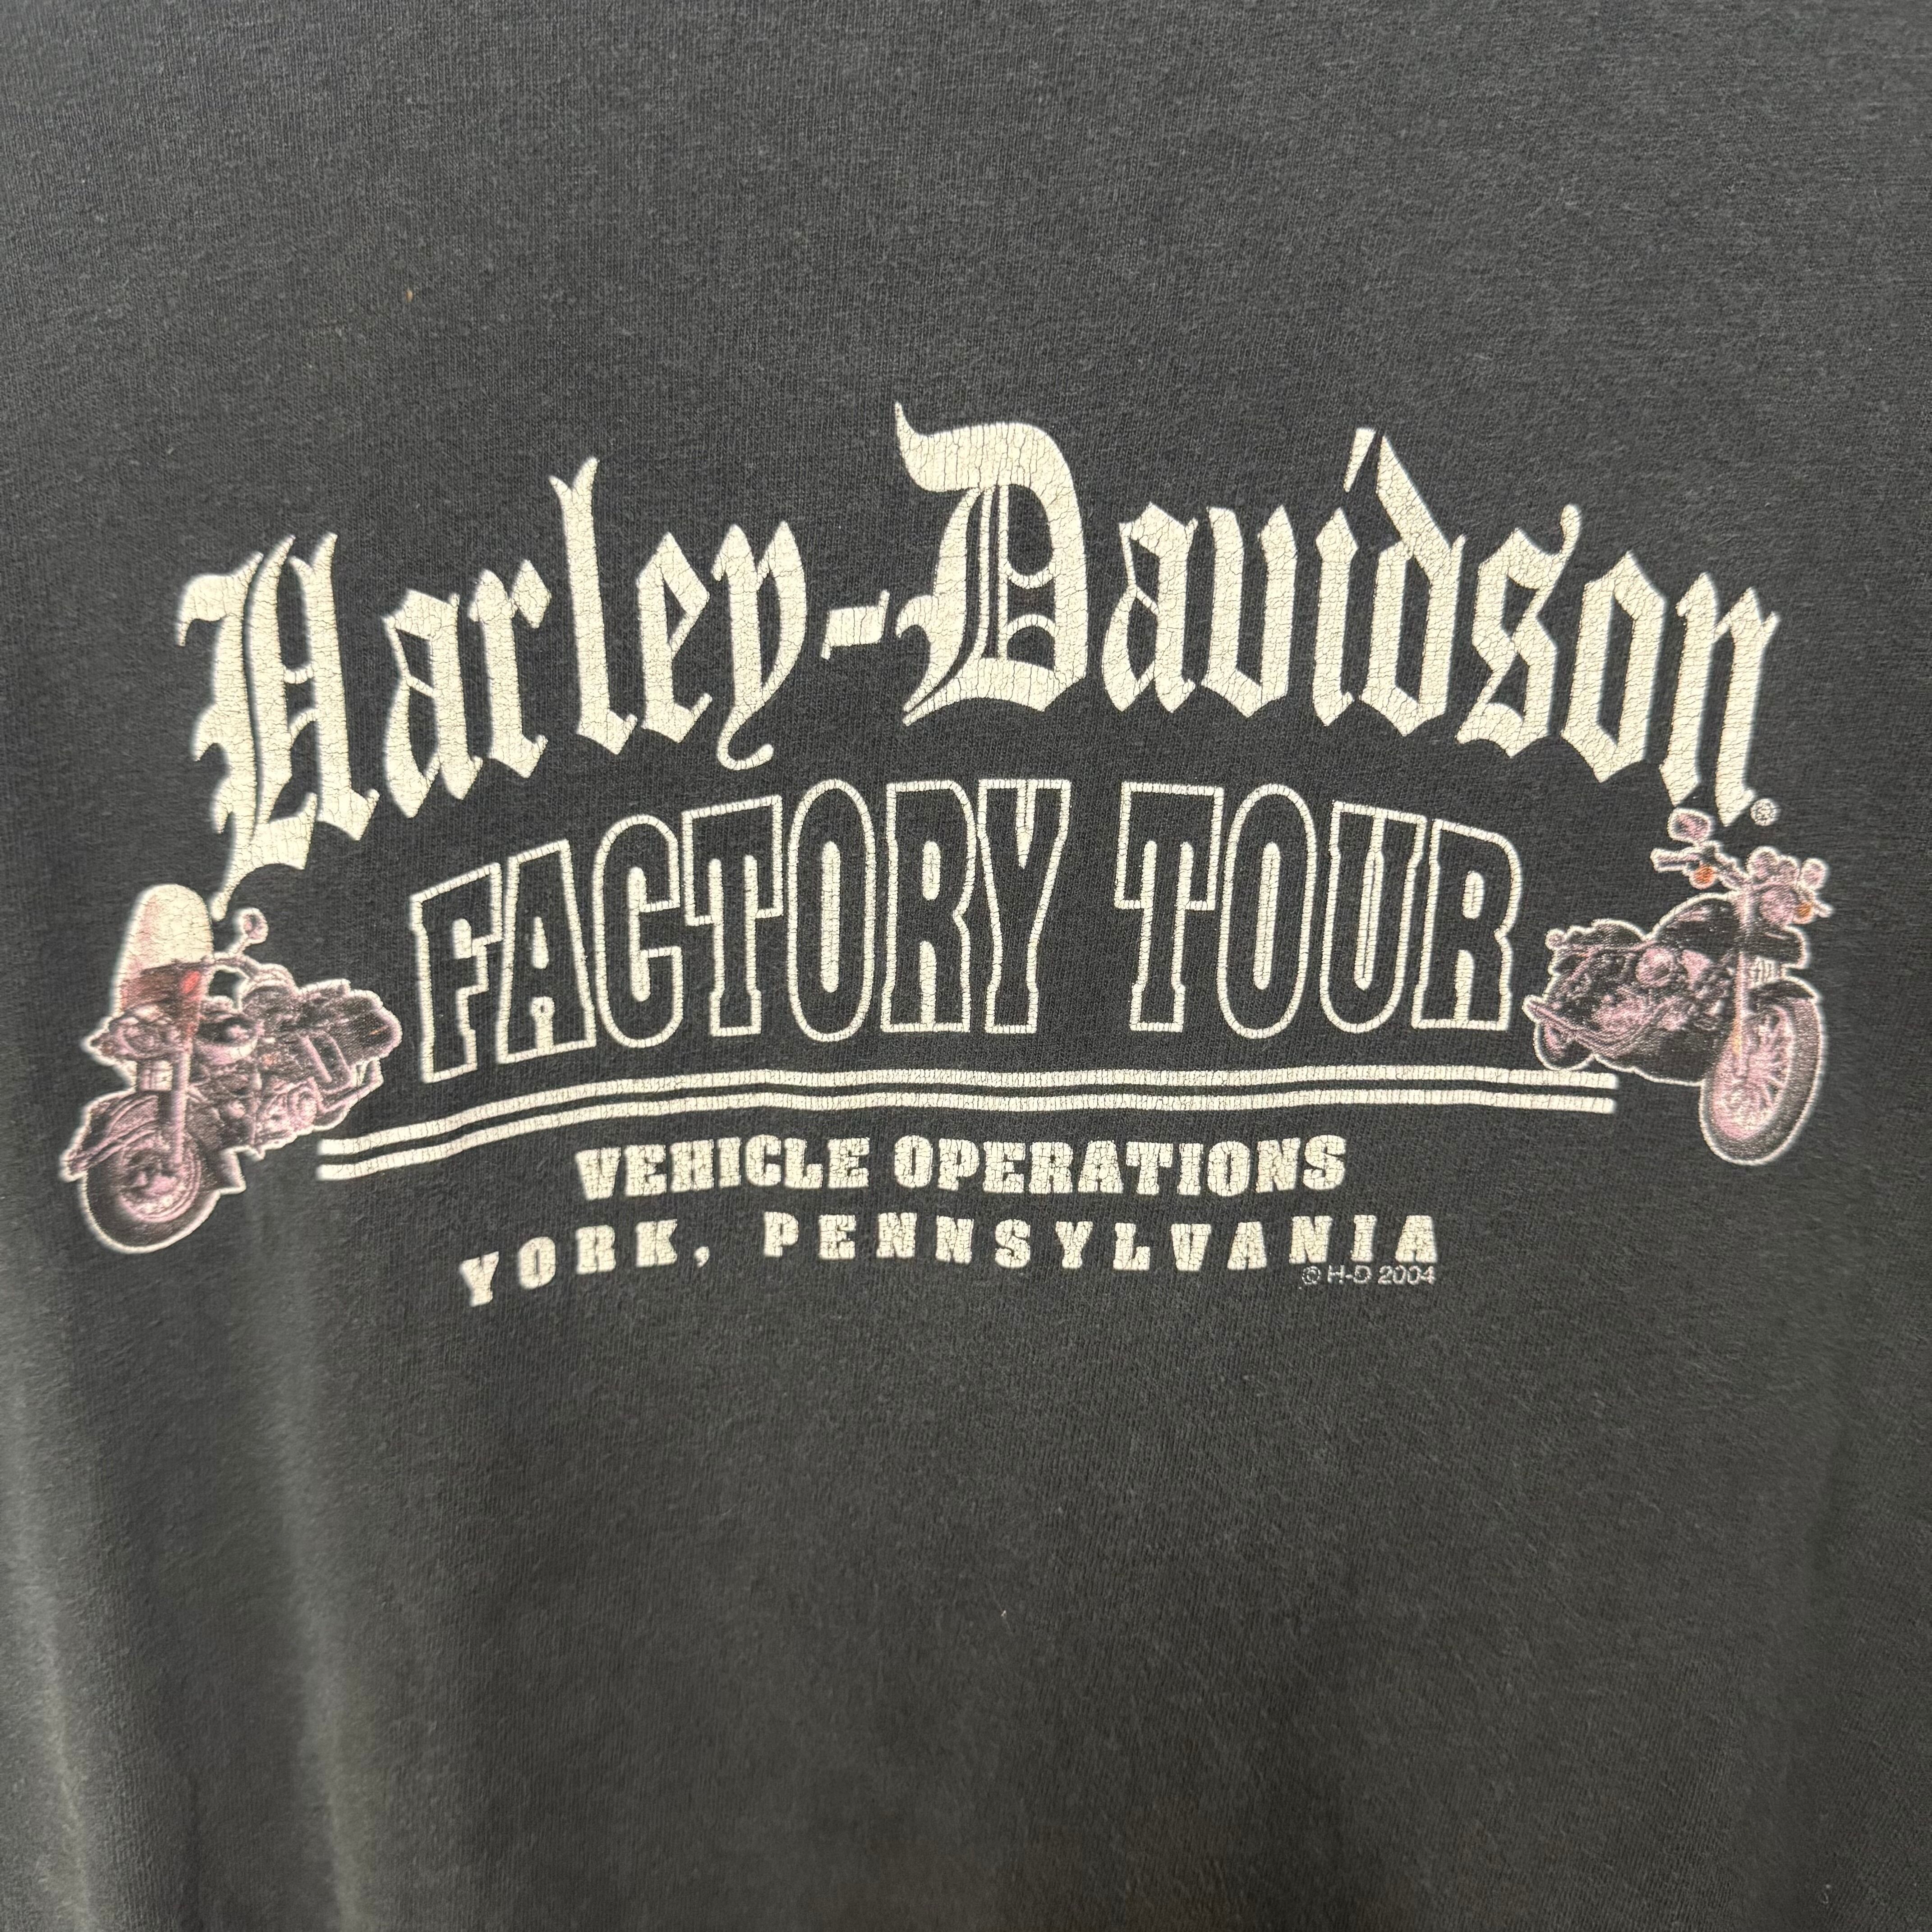 Harley-Davidson®
FACTORY TOUR
VEHICLE OPERATIONS
YORK, PENNSYLVANIA
© H-D 2004